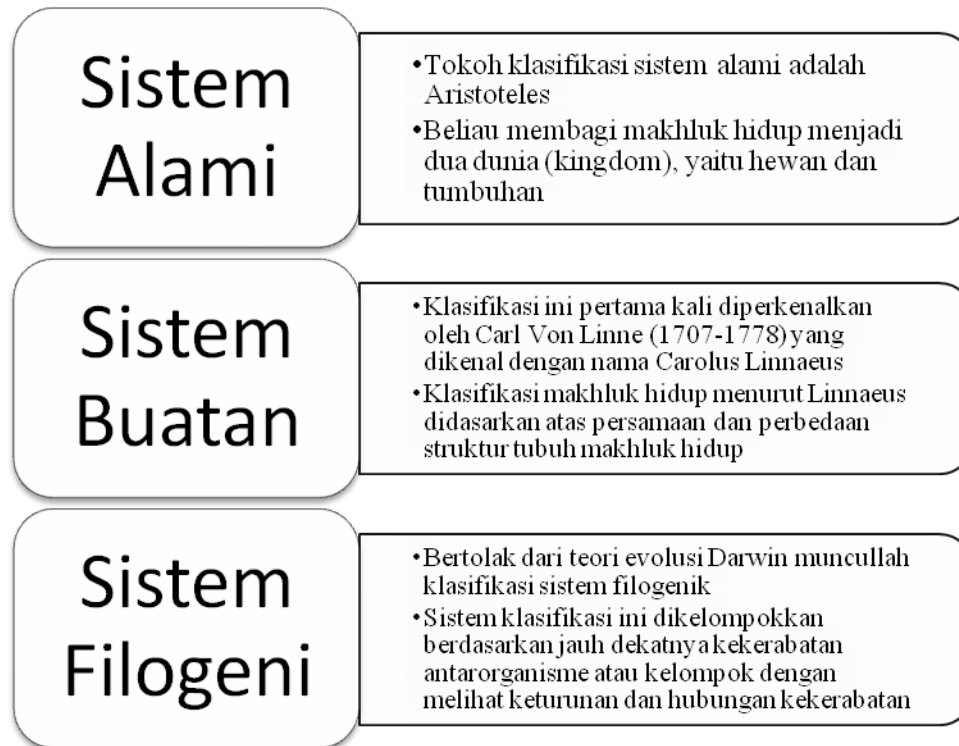 Sistem
Alami
•Tokoh klasifikasi sistem alami adalah
Aristoteles
•Beliau membagi makhluk hidup menjadi
dua dunia (kingdom), yaitu hewan dan
tumbuhan
Sistem
Buatan
•Klasifikasi ini pertama kali diperkenalkan
oleh Carl Von Linne (1707-1778) yang
dikenal dengan nama Carolus Linnaeus
•Klasifikasi makhluk hidup menurut Linnaeus
didasarkan atas persamaan dan perbedaan
struktur tubuh makhluk hidup
Sistem
Filogeni
•Bertolak dari teori evolusi Darwin muncullah
klasifikasi sistem filogenik
•Sistem klasifikasi ini dikelompokkan
berdasarkan jauh dekatnya kekerabatan
antarorganisme atau kelompok dengan
melihat keturunan dan hubungan kekerabatan